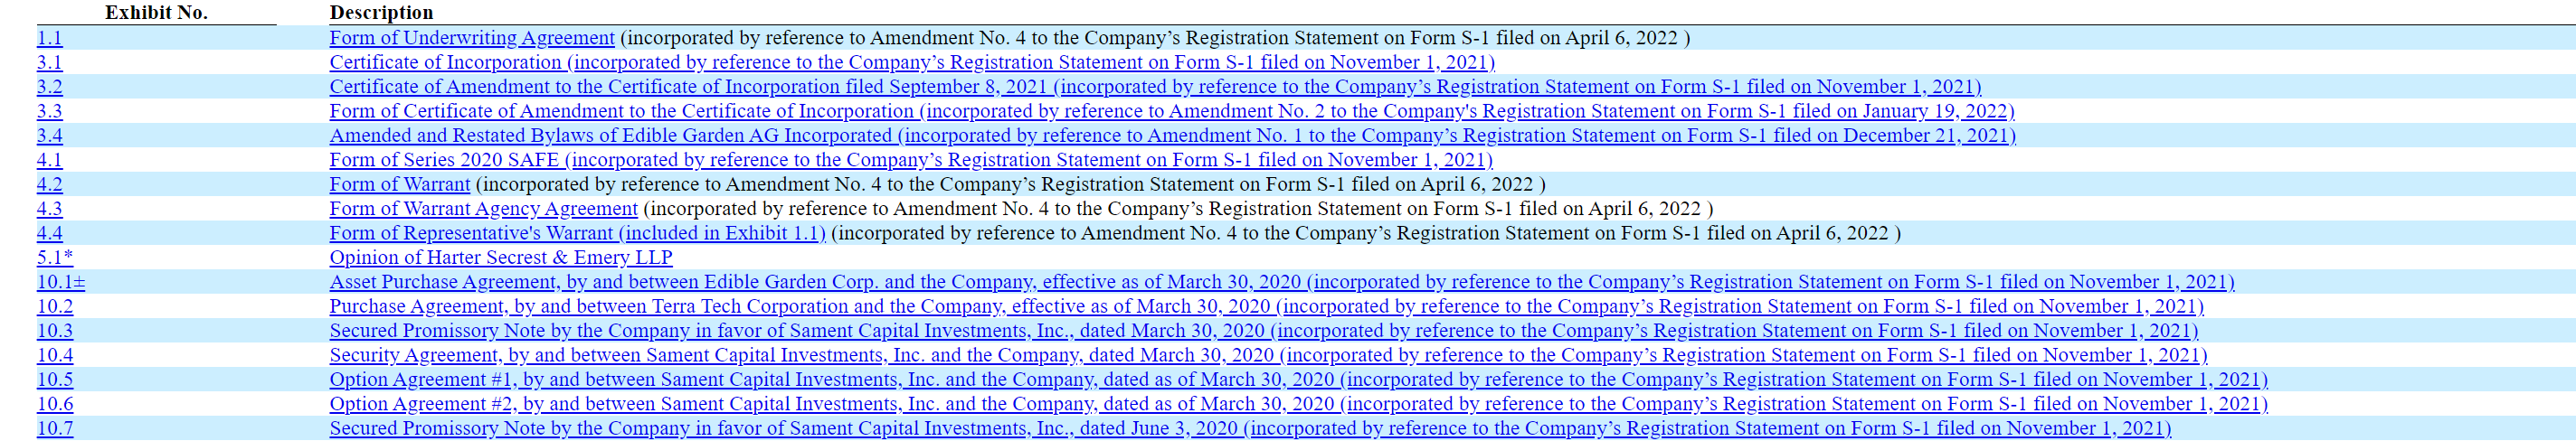 Exhibit No. Description
1.1 Form of Underwriting Agreement (incorporated by reference to Amendment No. 4 to the Company’s Registration Statement on Form S-1 filed on April 6, 2022 )
3.1 Certificate of Incorporation (incorporated by reference to the Company’s Registration Statement on Form S-1 filed on November 1, 2021)
3.2 Certificate of Amendment to the Certificate of Incorporation filed September 8, 2021 (incorporated by reference to the Company’s Registration Statement on Form S-1 filed on November 1, 2021)
3.3 Form of Certificate of Amendment to the Certificate of Incorporation (incorporated by reference to Amendment No. 2 to the Company's Registration Statement on Form S-1 filed on January 19, 2022)
3.4 Amended and Restated Bylaws of Edible Garden AG Incorporated (incorporated by reference to Amendment No. 1 to the Company’s Registration Statement on Form S-1 filed on December 21, 2021)
4.1 Form of Series 2020 SAFE (incorporated by reference to the Company’s Registration Statement on Form S-1 filed on November 1, 2021)
4.2 Form of Warrant (incorporated by reference to Amendment No. 4 to the Company’s Registration Statement on Form S-1 filed on April 6, 2022 )
4.3 Form of Warrant Agency Agreement (incorporated by reference to Amendment No. 4 to the Company’s Registration Statement on Form S-1 filed on April 6, 2022 )
4.4 Form of Representative's Warrant (included in Exhibit 1.1) (incorporated by reference to Amendment No. 4 to the Company’s Registration Statement on Form S-1 filed on April 6, 2022 )
5.1* Opinion of Harter Secrest & Emery LLP
10.1± Asset Purchase Agreement, by and between Edible Garden Corp. and the Company, effective as of March 30, 2020 (incorporated by reference to the Company’s Registration Statement on Form S-1 filed on November 1, 2021)
10.2 Purchase Agreement, by and between Terra Tech Corporation and the Company, effective as of March 30, 2020 (incorporated by reference to the Company’s Registration Statement on Form S-1 filed on November 1, 2021)
10.3 Secured Promissory Note by the Company in favor of Sament Capital Investments, Inc., dated March 30, 2020 (incorporated by reference to the Company’s Registration Statement on Form S-1 filed on November 1, 2021)
10.4 Security Agreement, by and between Sament Capital Investments, Inc. and the Company, dated March 30, 2020 (incorporated by reference to the Company’s Registration Statement on Form S-1 filed on November 1, 2021)
10.5 Option Agreement #1, by and between Sament Capital Investments, Inc. and the Company, dated as of March 30, 2020 (incorporated by reference to the Company’s Registration Statement on Form S-1 filed on November 1, 2021)
10.6 Option Agreement #2, by and between Sament Capital Investments, Inc. and the Company, dated as of March 30, 2020 (incorporated by reference to the Company’s Registration Statement on Form S-1 filed on November 1, 2021)
10.7 Secured Promissory Note by the Company in favor of Sament Capital Investments, Inc., dated June 3, 2020 (incorporated by reference to the Company’s Registration Statement on Form S-1 filed on November 1, 2021)